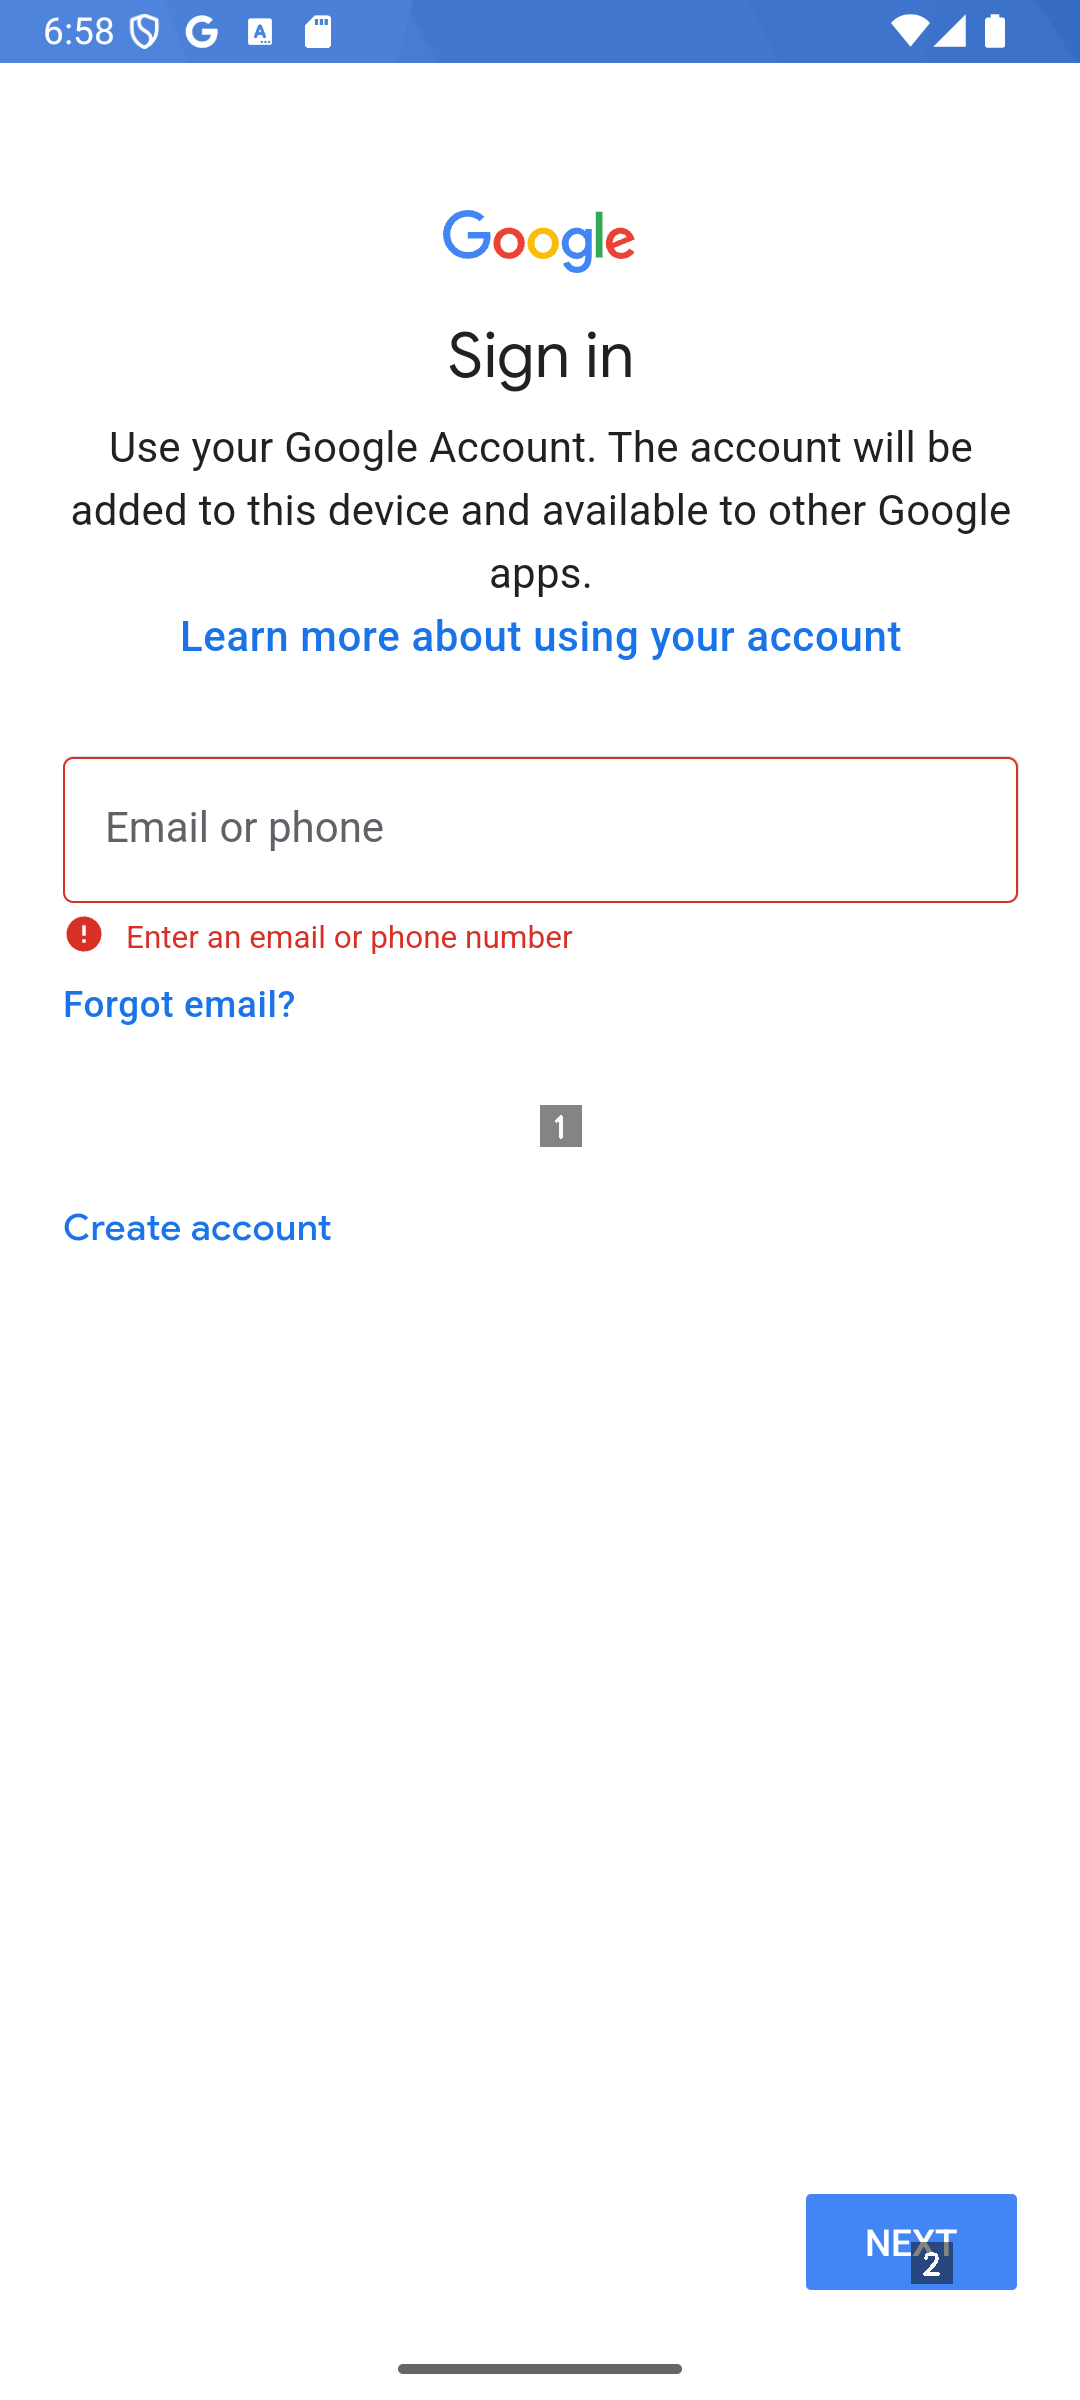 6:58
Google
Sign in
Use your Google Account. The account will be
added to this device and available to other Google
apps.
Learn more about using your account
Email or phone
Enter an email or phone number
Forgot email?
1
Create account
NEXT
2